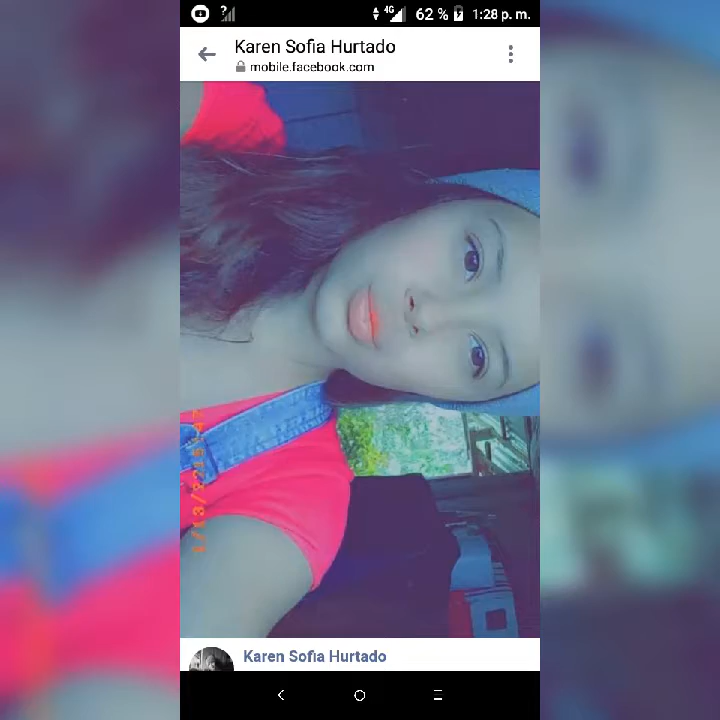 4G 62 % 1:28 p. m.
Karen Sofia Hurtado
mobile.facebook.com
Karen Sofia Hurtado